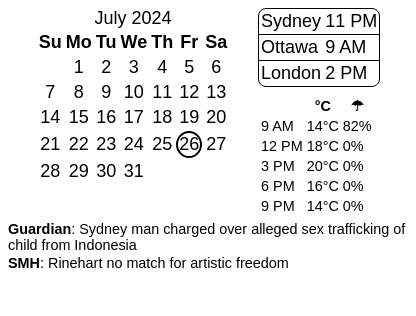 July 2024
Su Mo Tu We Th Fr Sa
1 2 3 4 5 6
7 8 9 10 11 12 13
14 15 16 17 18 19 20
21 22 23 24 25 26 27
28 29 30 31
Sydney 11 PM
Ottawa 9 AM
London 2 PM
°C ☂
9 AM 14°C 82%
12 PM 18°C 0%
3 PM 20°C 0%
6 PM 16°C 0%
9 PM 14°C 0%
Guardian: Sydney man charged over alleged sex trafficking of
child from Indonesia
SMH: Rinehart no match for artistic freedom